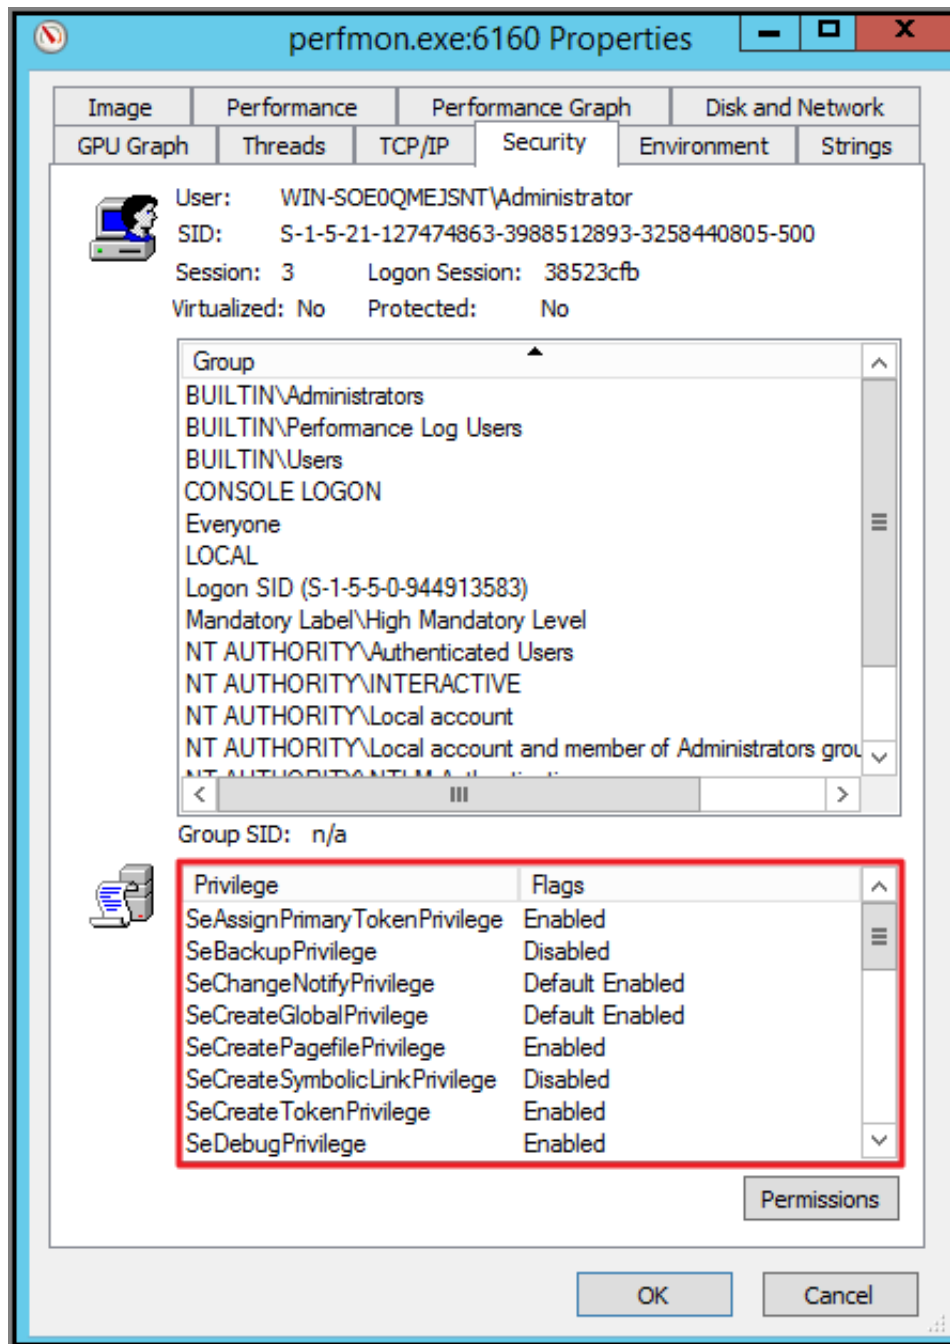 perfmon.exe:6160 Properties
Image Performance Performance Graph Disk and Network
GPU Graph Threads TCP/IP Security Environment Strings
User: WIN-SOE0QMEJSNT\Administrator
SID: S-1-5-21-127474863-3988512893-3258440805-500
Session: 3 Logon Session: 38523cfb
Virtualized: No Protected: No
Group
BUILTIN\Administrators
BUILTIN\Performance Log Users
BUILTIN\Users
CONSOLE LOGON
Everyone
LOCAL
Logon SID (S-1-5-5-0-944913583)
Mandatory Label\High Mandatory Level
NT AUTHORITY\Authenticated Users
NT AUTHORITY\INTERACTIVE
NT AUTHORITY\Local account
NT AUTHORITY\Local account and member of Administrators grou
Group SID: n/a
Privilege Flags
SeAssignPrimaryTokenPrivilege Enabled
SeBackupPrivilege Disabled
SeChangeNotifyPrivilege Default Enabled
SeCreateGlobalPrivilege Default Enabled
SeCreatePagefilePrivilege Enabled
SeCreateSymbolicLinkPrivilege Disabled
SeCreateTokenPrivilege Enabled
SeDebugPrivilege Enabled
Permissions
OK Cancel